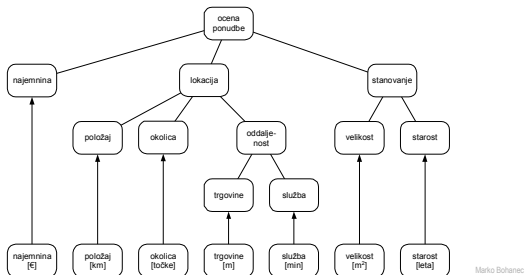 ocena
ponudbe
najemnina
lokacija
stanovanje
položaj
okolica
oddalje-
nost
velikost
starost
trgovine
služba
najemnina
[€]
položaj
[km]
okolica
[točke]
trgovine
[m]
služba
[min]
velikost
[m²]
starost
[leta]
Marko Bohanec